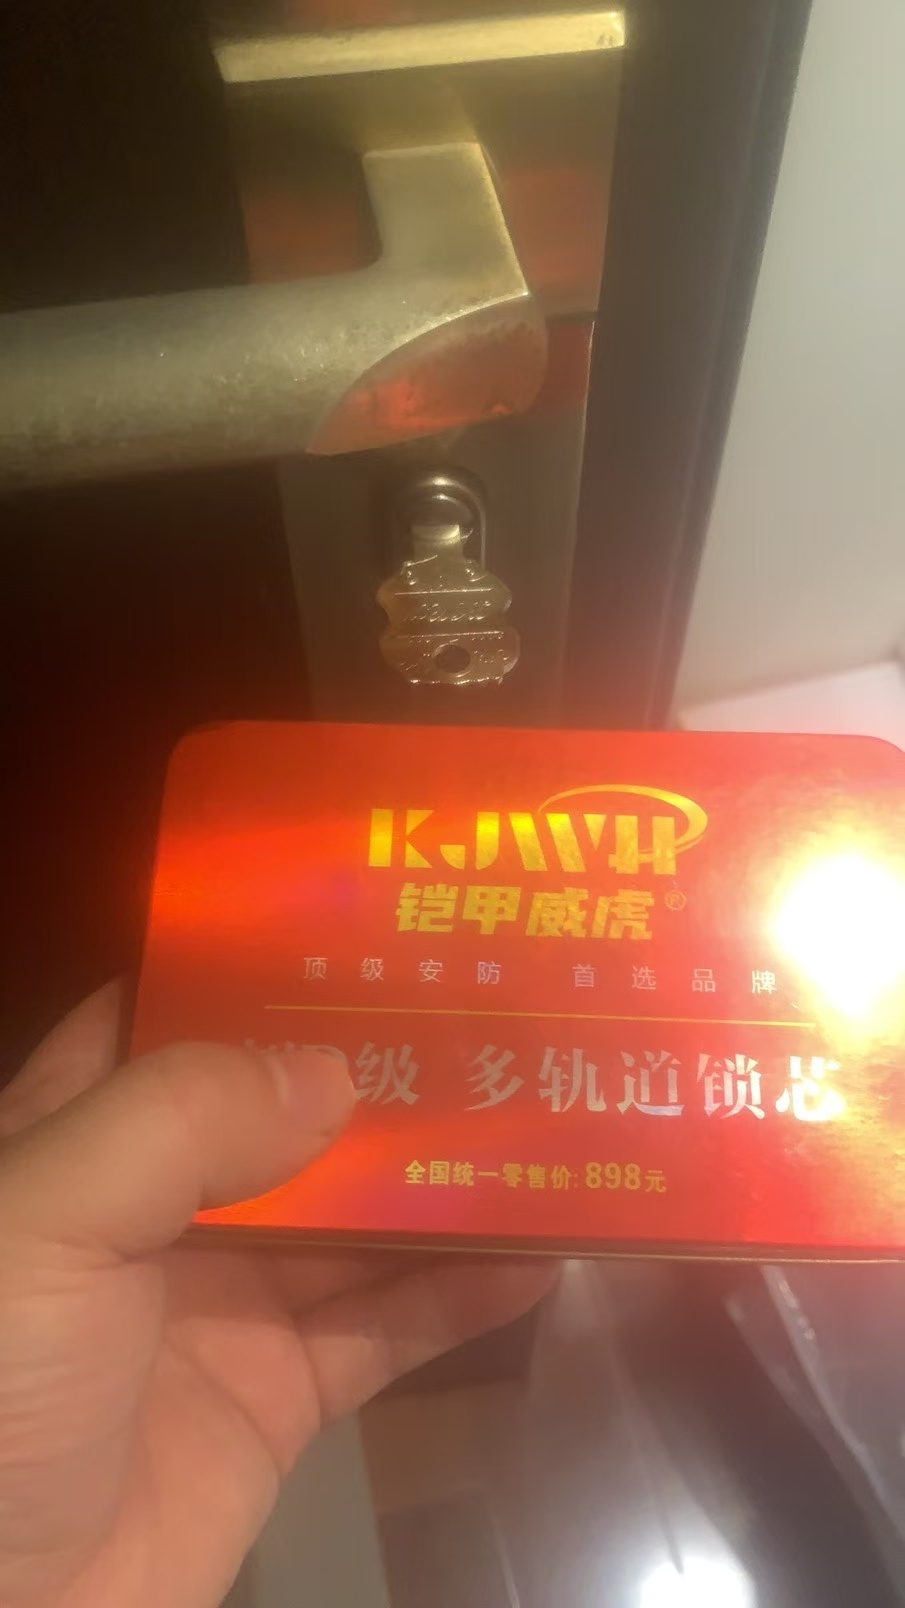 KJWH
铠甲威虎®
顶级安防 首选品牌
级 多轨道锁芯
全国统一零售价:898元